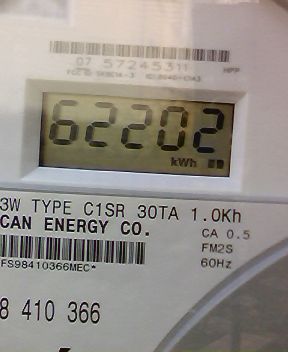 07 57245311
HPP
62202
kWh
3W TYPE C1SR 30TA 1.0Kh
CAN ENERGY CO.
CA 0.5
FM2S
FS98410366MEC*
60Hz
8 410 366